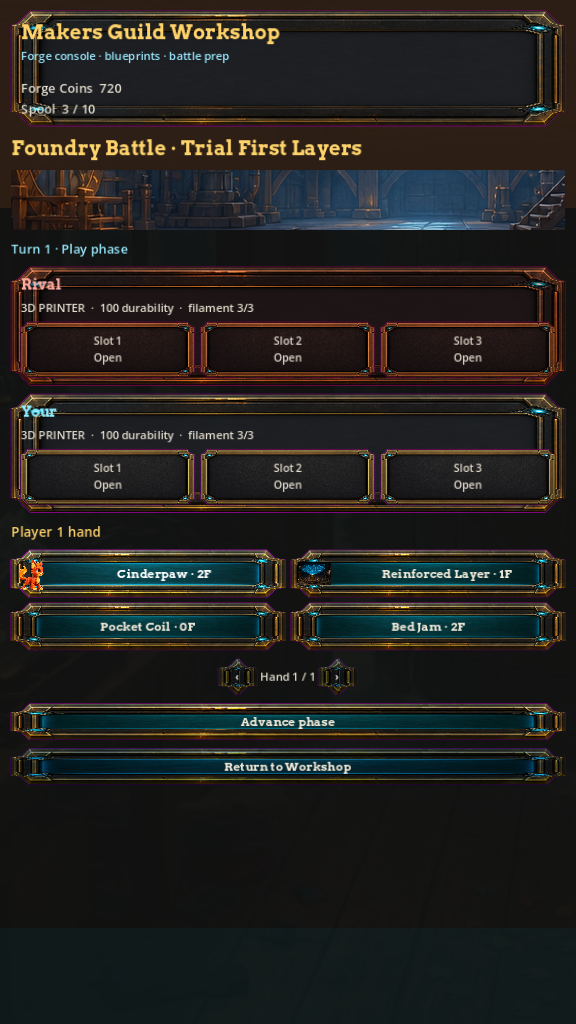 Makers Guild Workshop
Forge console · blueprints · battle prep
Forge Coins 720
Spool 3 / 10
Foundry Battle · Trial First Layers
Turn 1 · Play phase
Rival
3D PRINTER · 100 durability · filament 3/3
Slot 1 Slot 2 Slot 3
Open Open Open
Your
3D PRINTER · 100 durability · filament 3/3
Slot 1 Slot 2 Slot 3
Open Open Open
Player 1 hand
Cinderpaw · 2F Reinforced Layer · 1F
Pocket Coil · 0F Bed Jam · 2F
‹ Hand 1 / 1 ›
Advance phase
Return to Workshop